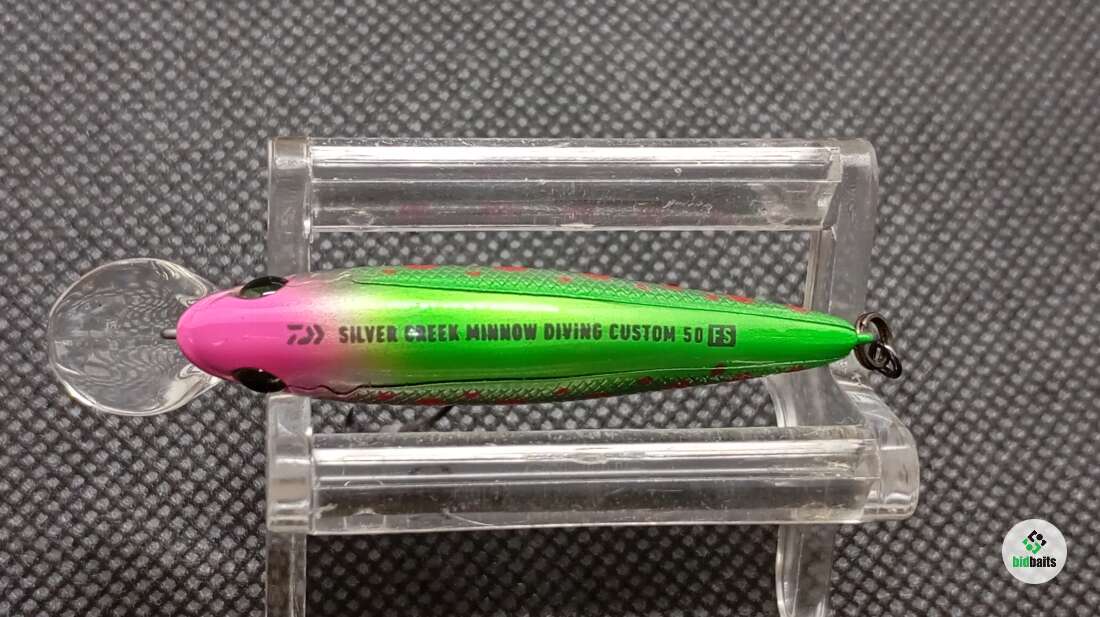 SILVER CREEK MINNOW DIVING CUSTOM 50 FS
bidbaits